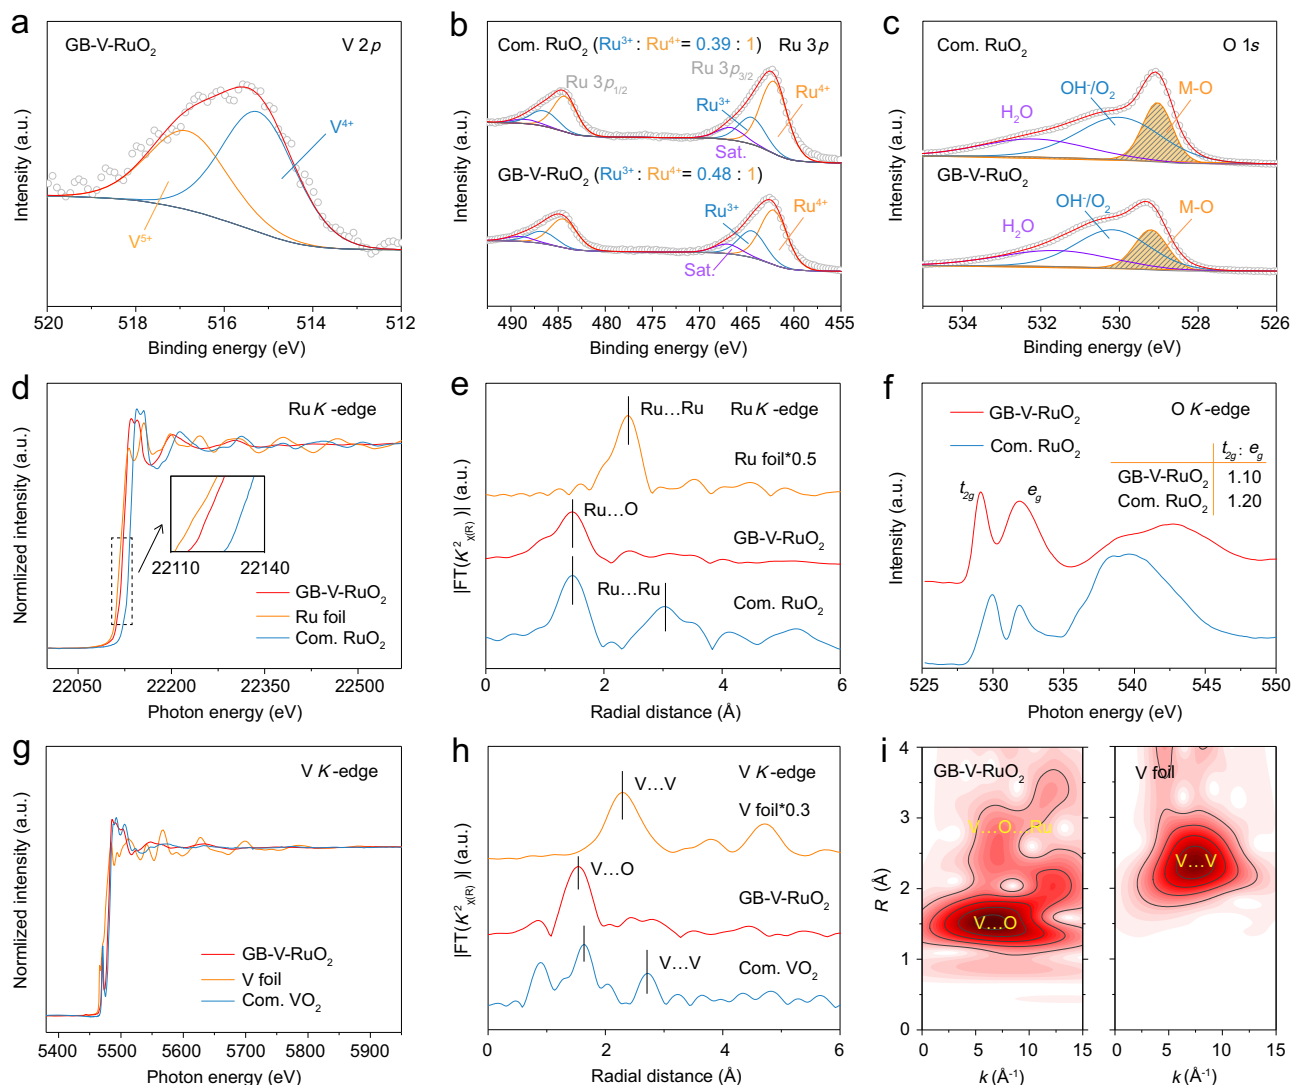 a
GB-V-RuO2
V 2p
V4+
V5+
Intensity (a.u.)
520
518
516
514
512
Binding energy (eV)
b
Com. RuO2 (Ru3+ : Ru4+ = 0.39 : 1)
Ru 3p
Ru 3p1/2
Ru 3p3/2
Ru3+
Ru4+
Sat.
GB-V-RuO2 (Ru3+ : Ru4+ = 0.48 : 1)
Ru3+
Ru4+
Sat.
Intensity (a.u.)
490
485
480
475
470
465
460
455
Binding energy (eV)
c
Com. RuO2
O 1s
OH-/O2
M-O
H2O
GB-V-RuO2
OH-/O2
M-O
H2O
Intensity (a.u.)
534
532
530
528
526
Binding energy (eV)
d
Ru K-edge
22110
22140
GB-V-RuO2
Ru foil
Com. RuO2
Normlized intensity (a.u.)
22050
22200
22350
22500
Photon energy (eV)
e
Ru...Ru
Ru K-edge
Ru foil*0.5
Ru...O
GB-V-RuO2
Ru...Ru
Com. RuO2
|FT(K2χ(R))| (a.u.)
0
2
4
6
Radial distance (Å)
f
GB-V-RuO2
Com. RuO2
O K-edge
t2g : eg
GB-V-RuO2 1.10
Com. RuO2 1.20
t2g
eg
Intensity (a.u.)
525
530
535
540
545
550
Photon energy (eV)
g
V K-edge
GB-V-RuO2
V foil
Com. VO2
Normlized intensity (a.u.)
5400
5500
5600
5700
5800
5900
Photon energy (eV)
h
V...V
V K-edge
V foil*0.3
V...O
GB-V-RuO2
V...V
Com. VO2
|FT(K2χ(R))| (a.u.)
0
2
4
6
Radial distance (Å)
i
GB-V-RuO2
V...O...Ru
V...O
R (Å)
4
3
2
1
0
0
5
10
15
k (Å-1)
V foil
V...V
0
5
10
15
k (Å-1)